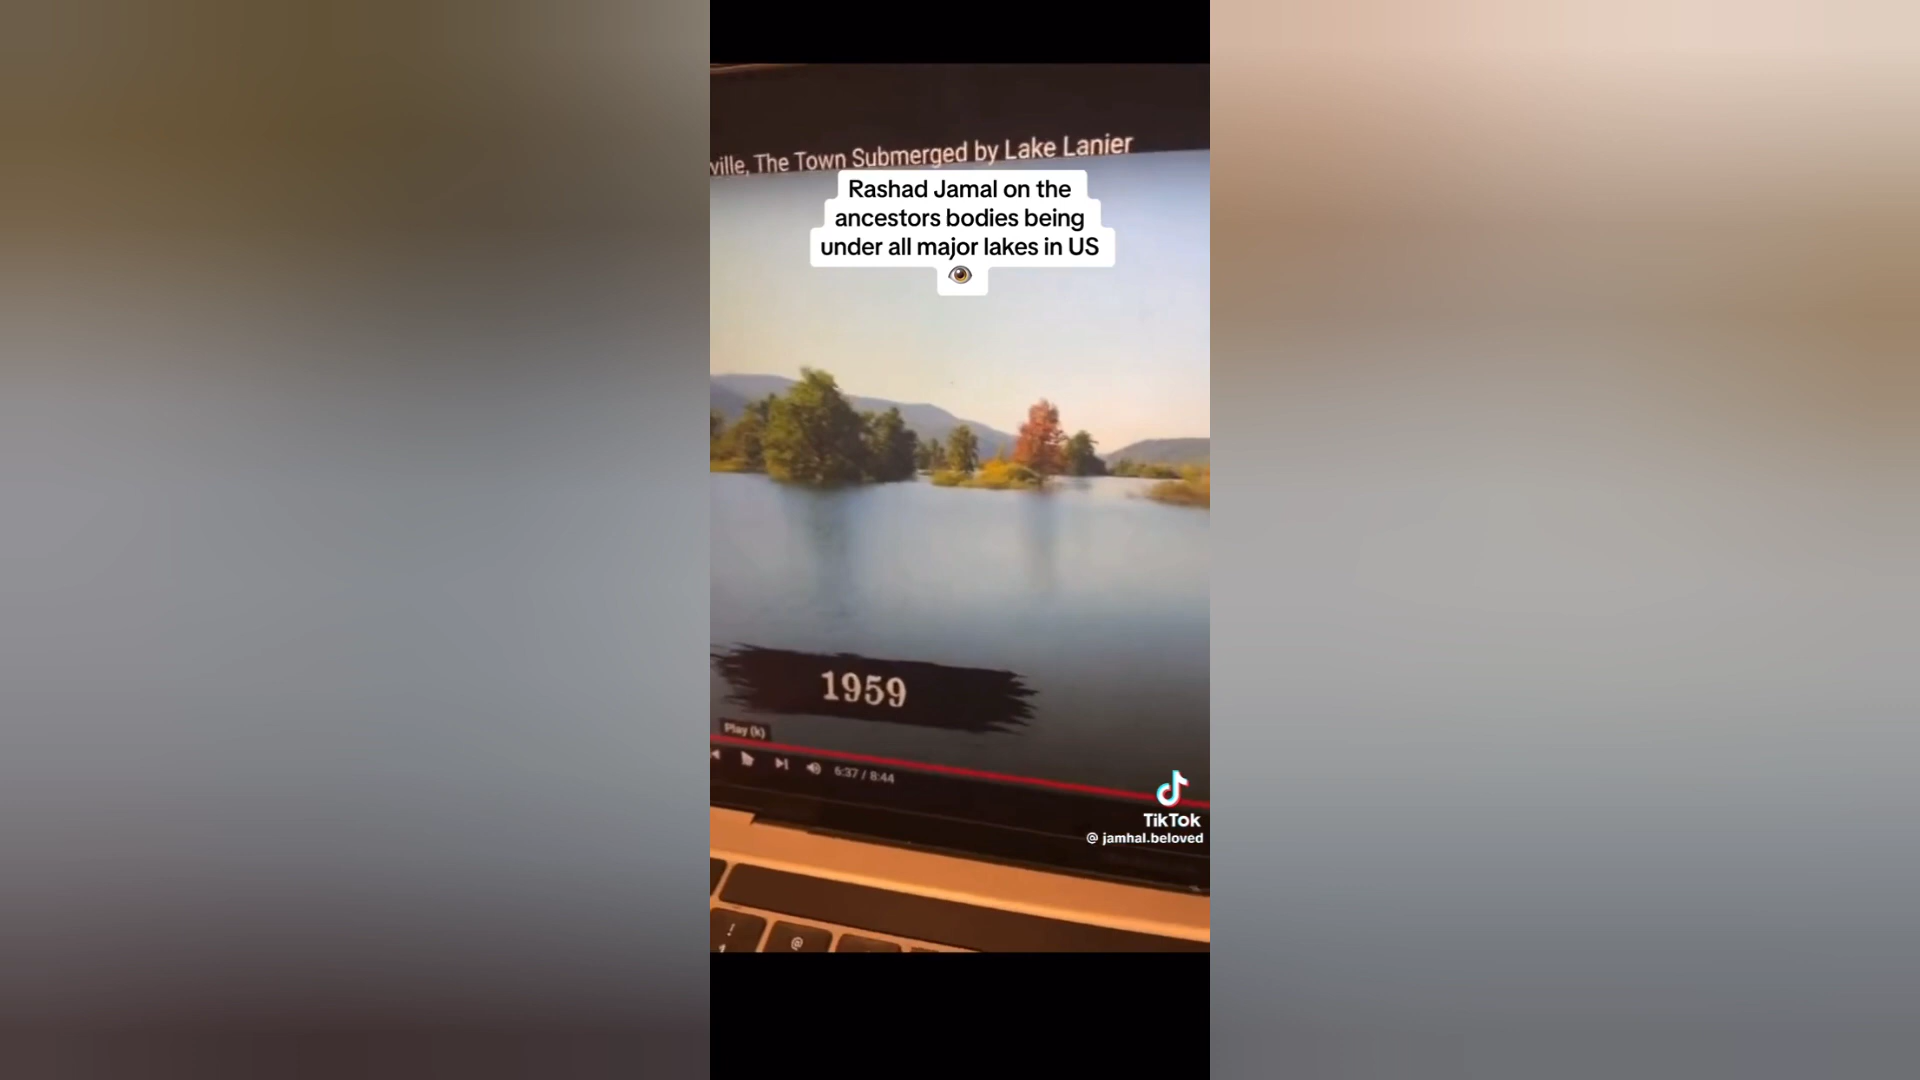 ville, The Town Submerged by Lake Lanier
Rashad Jamal on the
ancestors bodies being
under all major lakes in US
👁
1959
Play (k)
6:37 / 8:44
TikTok
@ jamhal.beloved
!
@